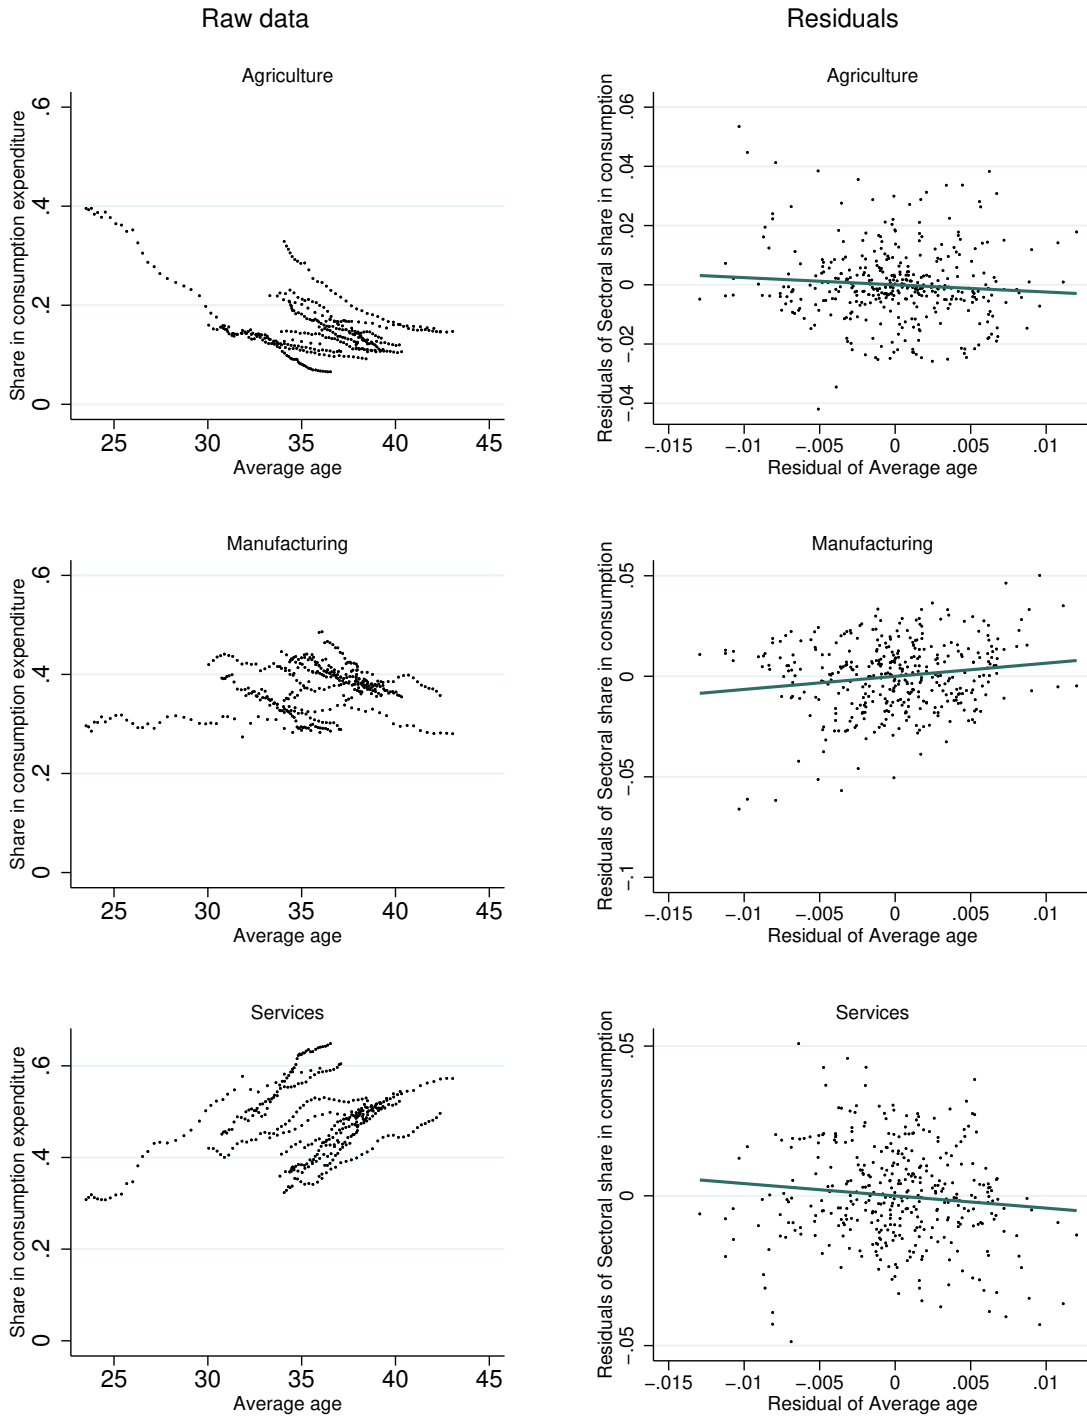 Raw data
Residuals
Agriculture
Share in consumption expenditure
.6
.4
.2
0
25 30 35 40 45
Average age
Agriculture
Residuals of Sectoral share in consumption
.06
.04
.02
0
-.02
-.04
-.015 -.01 -.005 0 .005 .01
Residual of Average age
Manufacturing
Share in consumption expenditure
.6
.4
.2
0
25 30 35 40 45
Average age
Manufacturing
Residuals of Sectoral share in consumption
.05
0
-.05
-.1
-.015 -.01 -.005 0 .005 .01
Residual of Average age
Services
Share in consumption expenditure
.6
.4
.2
0
25 30 35 40 45
Average age
Services
Residuals of Sectoral share in consumption
.05
0
-.05
-.015 -.01 -.005 0 .005 .01
Residual of Average age